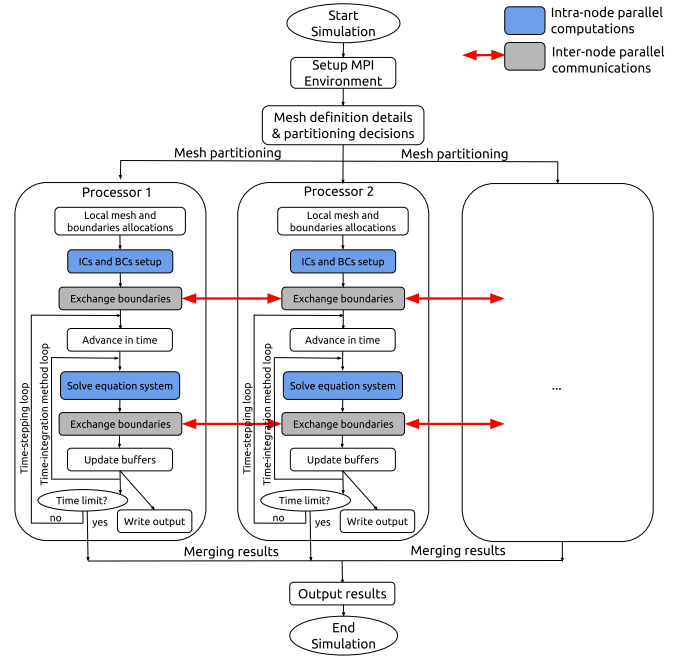 Start
Simulation
Intra-node parallel
computations
Inter-node parallel
communications
Setup MPI
Environment
Mesh definition details
& partitioning decisions
Mesh partitioning
Mesh partitioning
Processor 1
Local mesh and
boundaries allocations
ICs and BCs setup
Exchange boundaries
Advance in time
Solve equation system
Exchange boundaries
Update buffers
Time limit?
no
yes
Write output
Time-stepping loop
Time-integration method loop
Processor 2
Local mesh and
boundaries allocations
ICs and BCs setup
Exchange boundaries
Advance in time
Solve equation system
Exchange boundaries
Update buffers
Time limit?
no
yes
Write output
Time-stepping loop
Time-integration method loop
...
Merging results
Merging results
Output results
End
Simulation